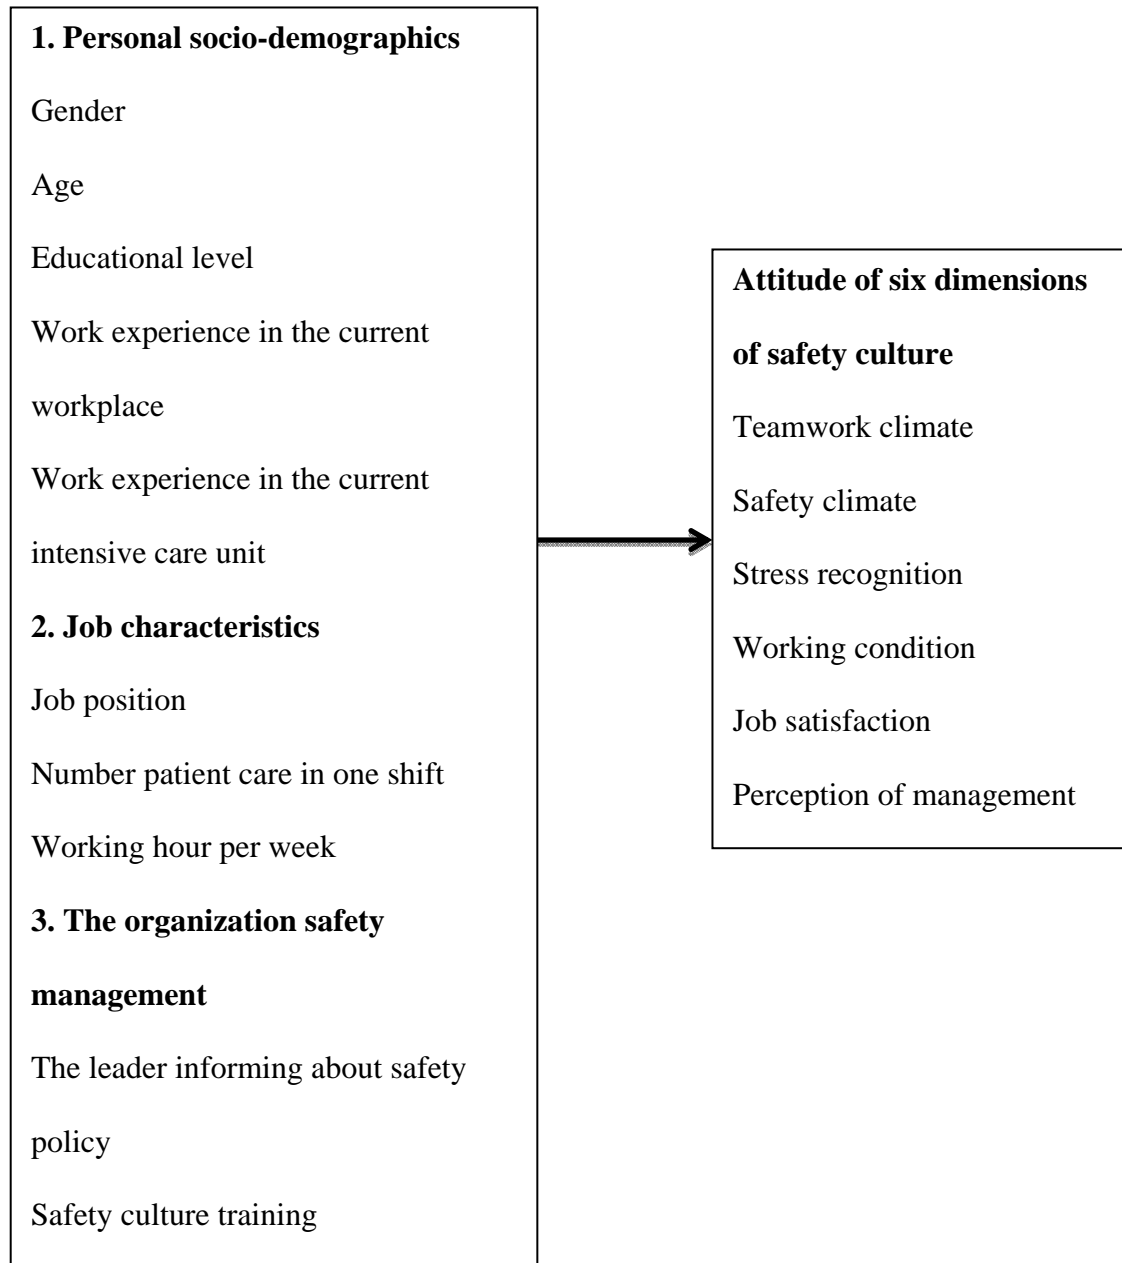 1. Personal socio-demographics
Gender
Age
Educational level
Work experience in the current
workplace
Work experience in the current
intensive care unit
2. Job characteristics
Job position
Number patient care in one shift
Working hour per week
3. The organization safety
management
The leader informing about safety
policy
Safety culture training
Attitude of six dimensions
of safety culture
Teamwork climate
Safety climate
Stress recognition
Working condition
Job satisfaction
Perception of management